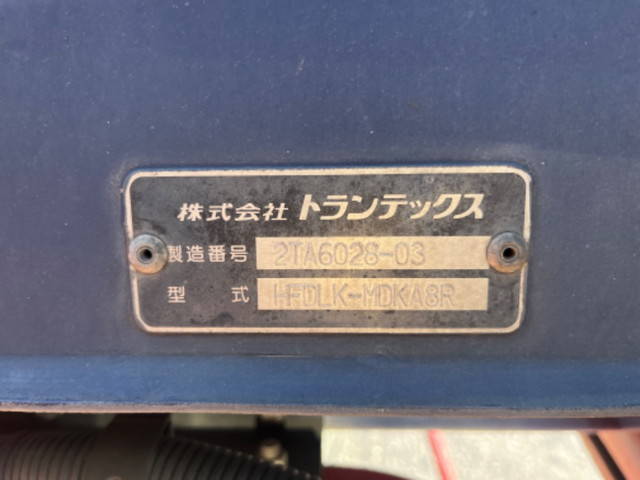 株式会社 トランテックス
製造番号 2TA6028-03
型式 HFDLK-MDKA8R